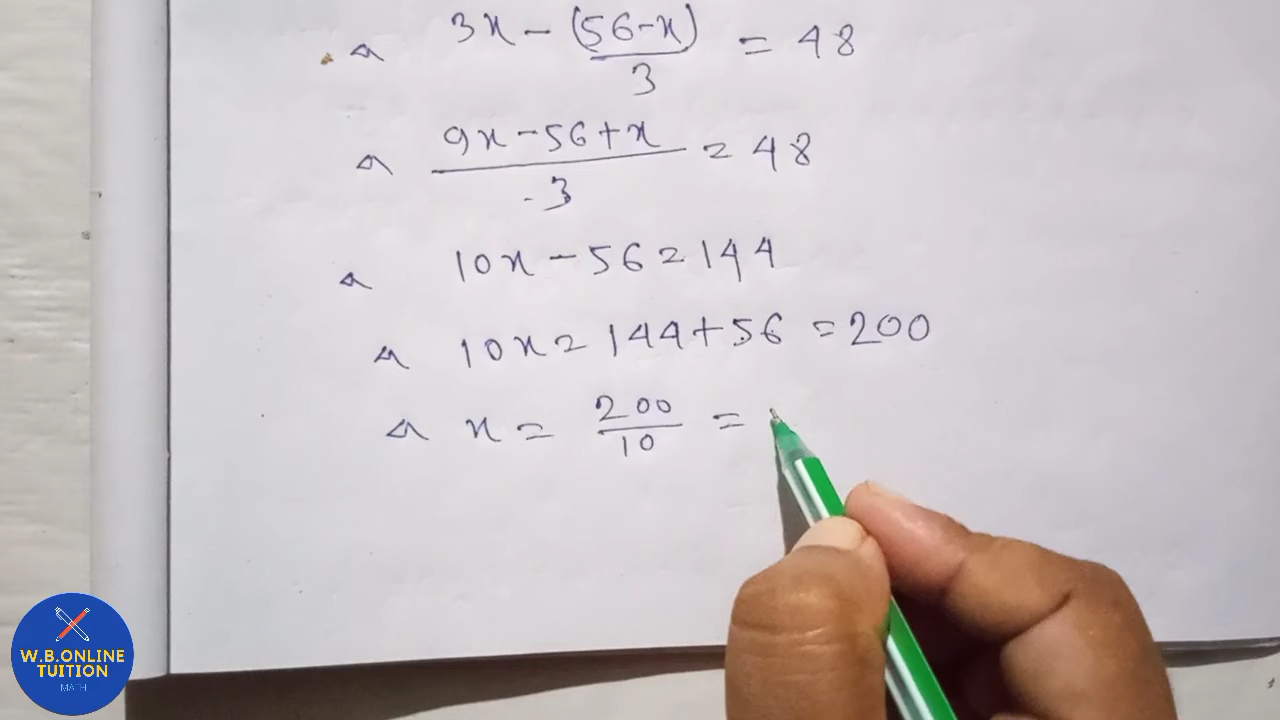 বা 3x - (56-x)/3 = 48
বা 9x-56+x/3 = 48
বা 10x - 56 = 144
বা 10x = 144+56 = 200
বা x = 200/10 =
W.B.ONLINE
TUITION
MATH